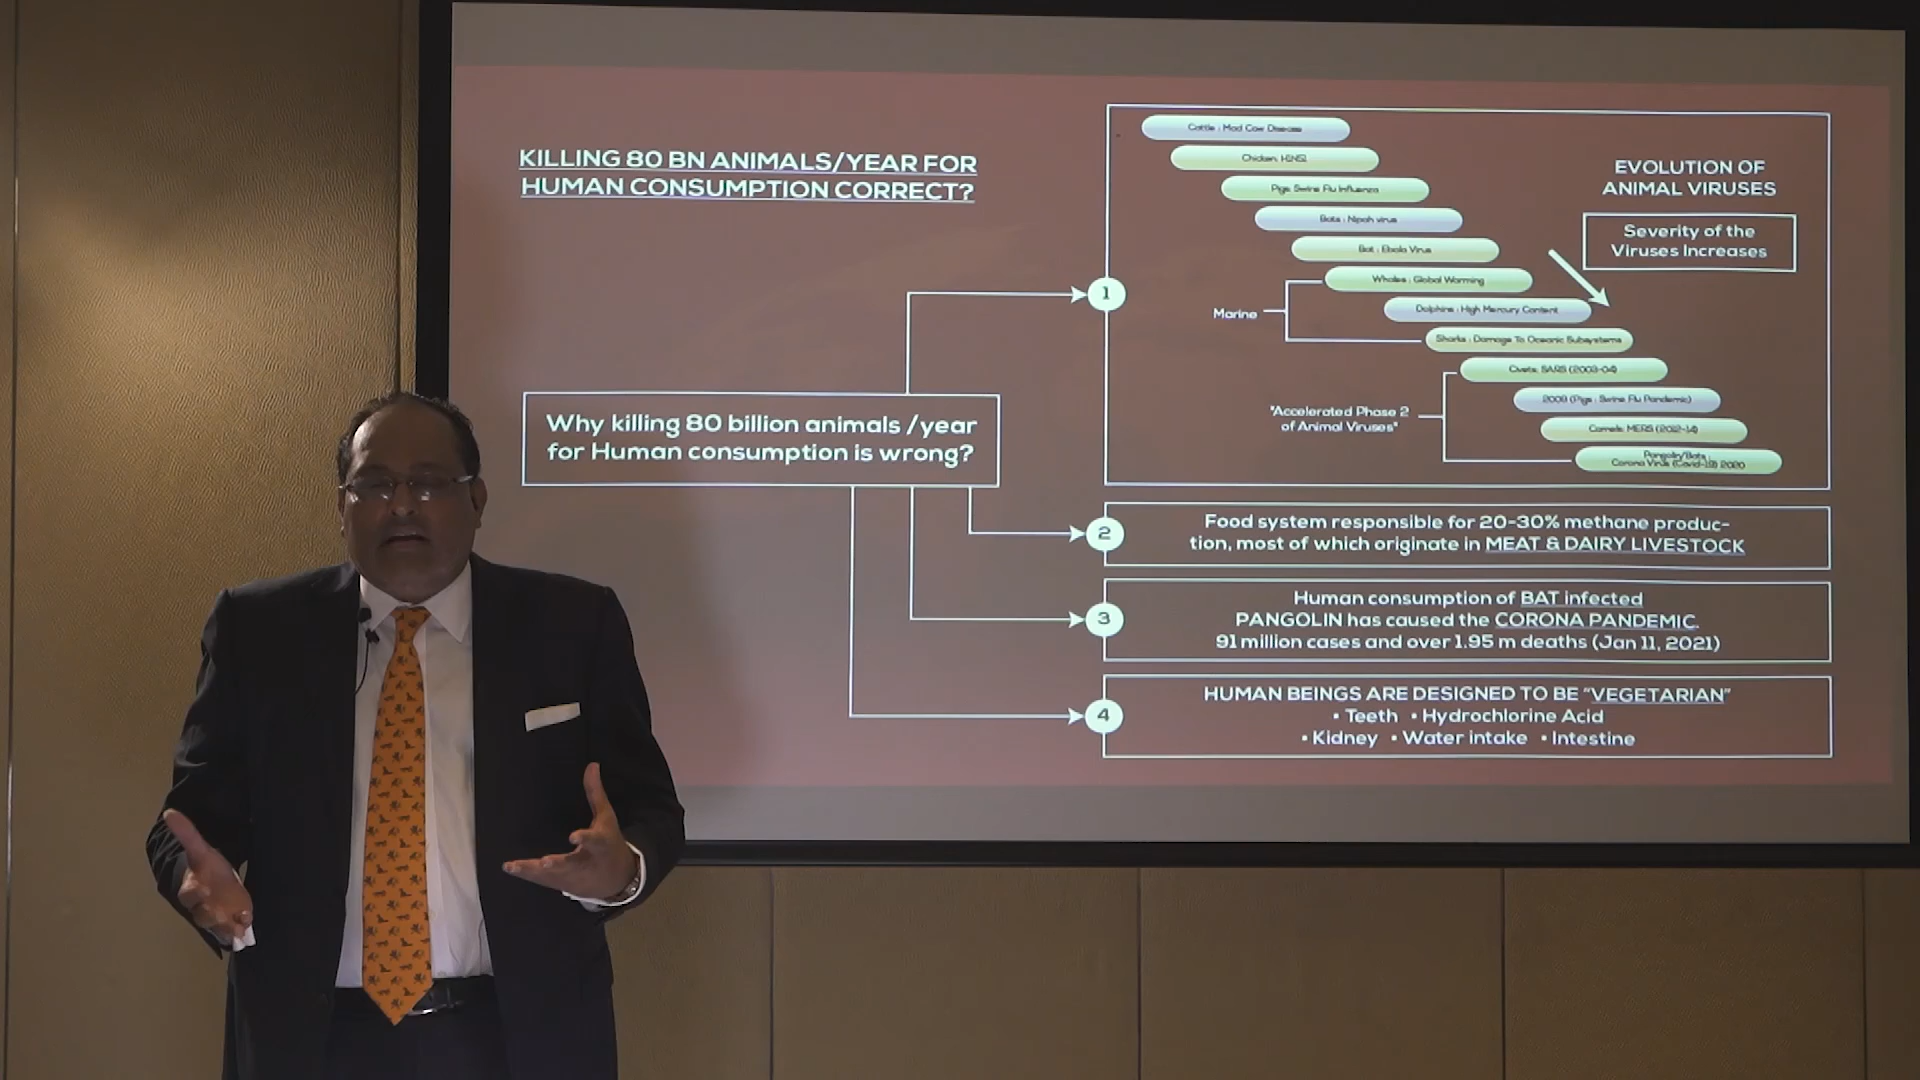 KILLING 80 BN ANIMALS/YEAR FOR
HUMAN CONSUMPTION CORRECT?
Why killing 80 billion animals /year
for Human consumption is wrong?
1
Cattle : Mad Cow Disease
Chicken: H1N51
Pigs: Swine Flu Influenza
Bats : Nipah virus
Bat : Ebola Virus
Whales : Global Warming
Dolphins : High Mercury Content
Sharks : Damage To Oceanic Subsystems
Civets: SARS (2003-04)
2009 (Pigs : Swine Flu Pandemic)
Camels: MERS (2012-14)
Pangolin/Bats :
Corona Virus (Covid-19) 2020
Marine
"Accelerated Phase 2
of Animal Viruses"
EVOLUTION OF
ANIMAL VIRUSES
Severity of the
Viruses Increases
2
Food system responsible for 20-30% methane produc-
tion, most of which originate in MEAT & DAIRY LIVESTOCK
3
Human consumption of BAT infected
PANGOLIN has caused the CORONA PANDEMIC.
91 million cases and over 1.95 m deaths (Jan 11, 2021)
4
HUMAN BEINGS ARE DESIGNED TO BE “VEGETARIAN”
• Teeth • Hydrochlorine Acid
• Kidney • Water intake • Intestine